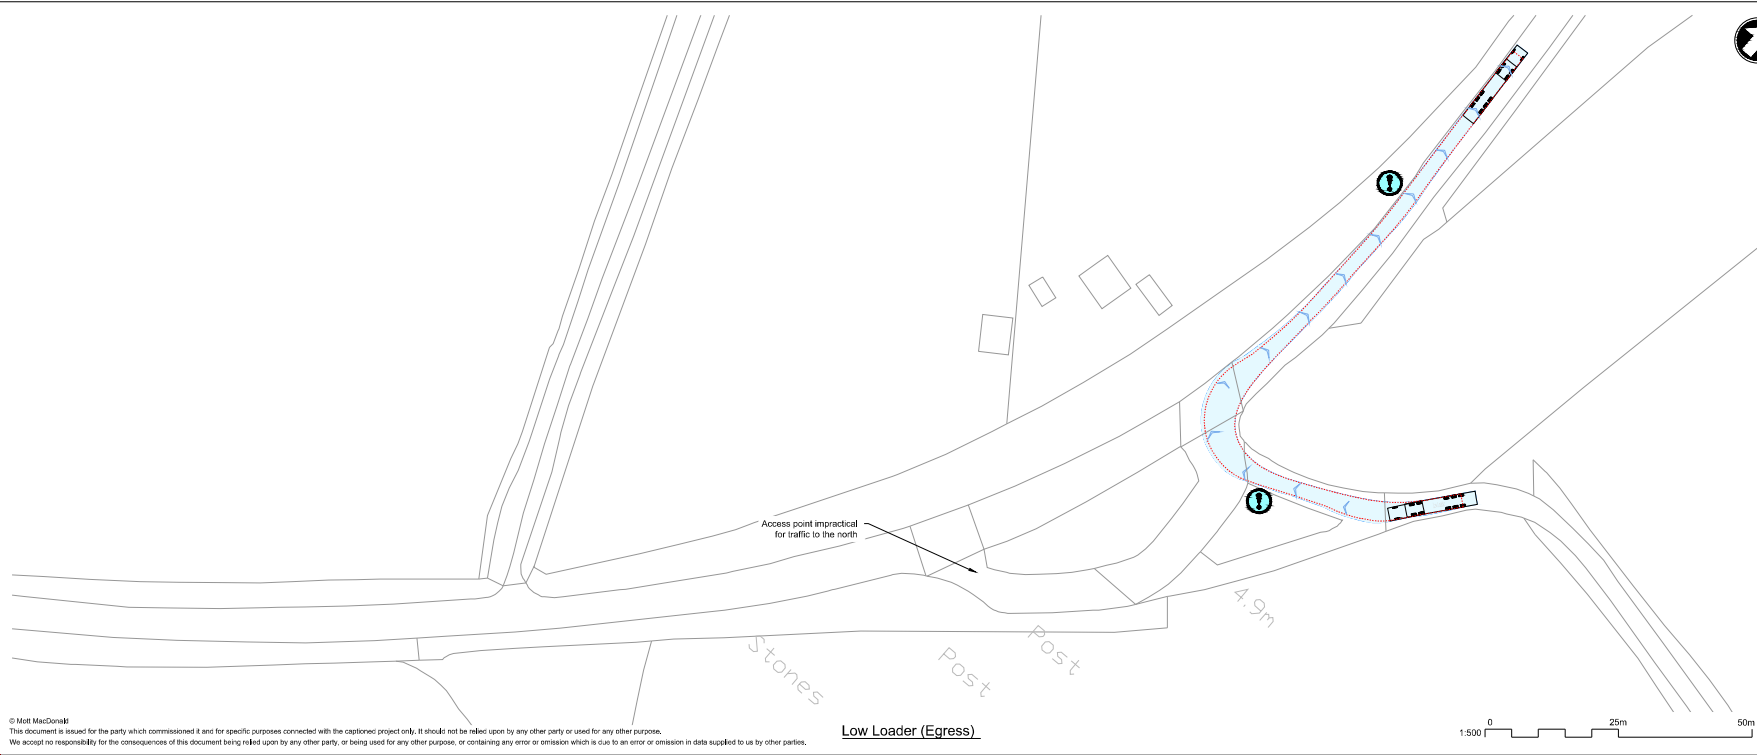 Access point impractical
for traffic to the north
4.9m
Stones
Post
Post
© Mott MacDonald
This document is issued for the party which commissioned it and for specific purposes connected with the captioned project only. It should not be relied upon by any other party or used for any other purpose.
We accept no responsibility for the consequences of this document being relied upon by any other party, or being used for any other purpose, or containing any error or omission which is due to an error or omission in data supplied to us by other parties.
Low Loader (Egress)
0 25m 50m
1:500